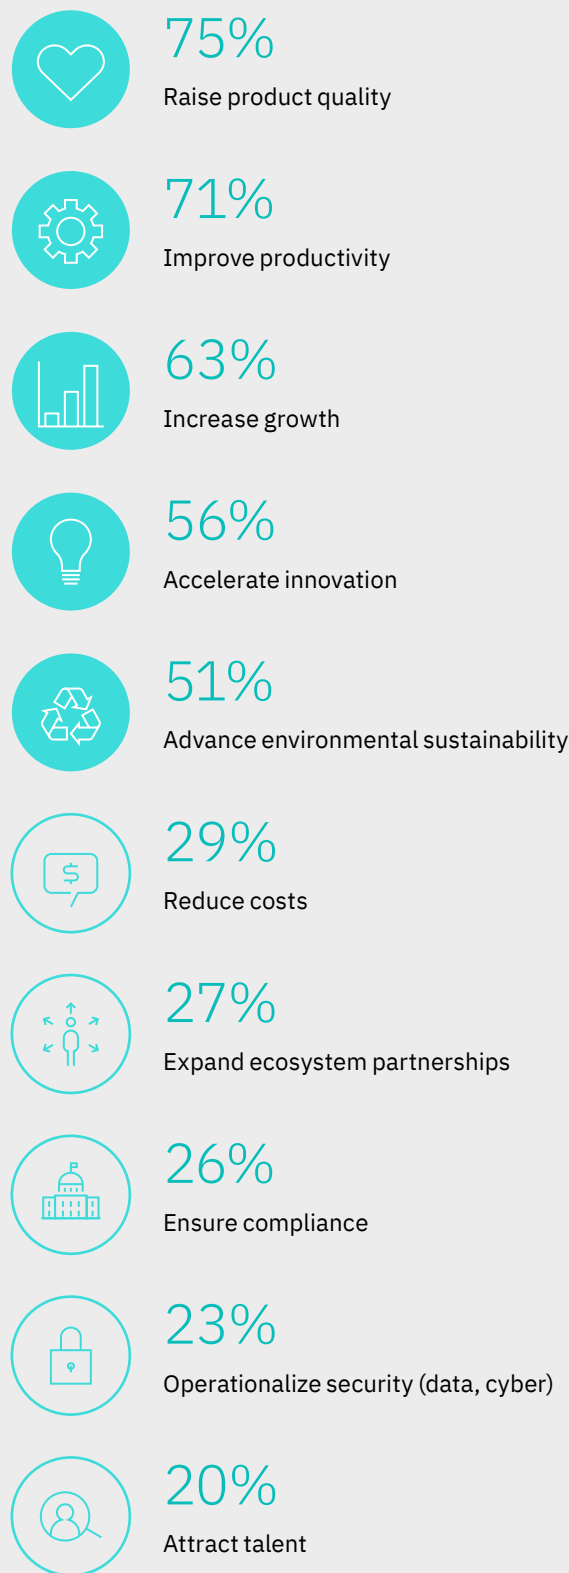 75%
Raise product quality
71%
Improve productivity
63%
Increase growth
56%
Accelerate innovation
51%
Advance environmental sustainability
$
29%
Reduce costs
27%
Expand ecosystem partnerships
26%
Ensure compliance
23%
Operationalize security (data, cyber)
20%
Attract talent